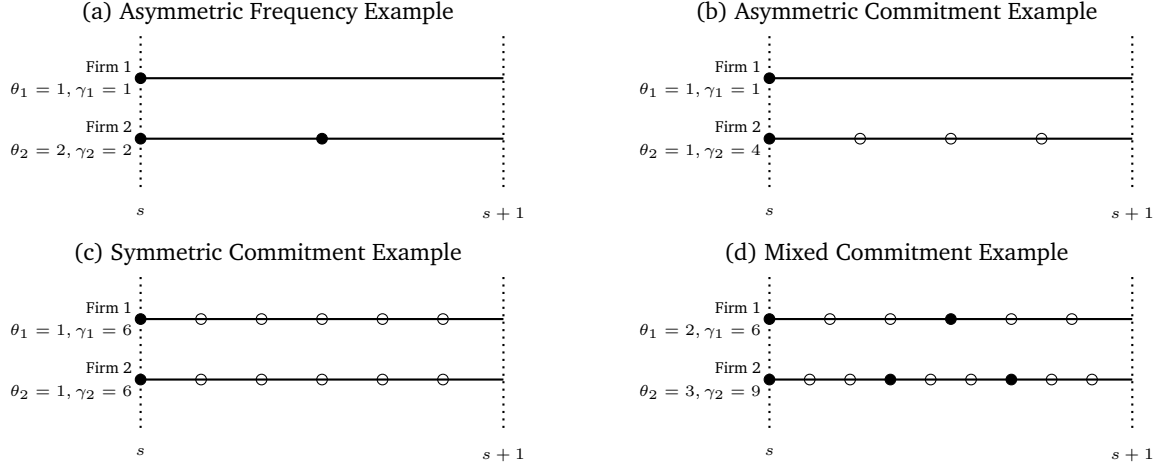 (a) Asymmetric Frequency Example
Firm 1
θ₁ = 1, γ₁ = 1
Firm 2
θ₂ = 2, γ₂ = 2
s
s + 1
(b) Asymmetric Commitment Example
Firm 1
θ₁ = 1, γ₁ = 1
Firm 2
θ₂ = 1, γ₂ = 4
s
s + 1
(c) Symmetric Commitment Example
Firm 1
θ₁ = 1, γ₁ = 6
Firm 2
θ₂ = 1, γ₂ = 6
s
s + 1
(d) Mixed Commitment Example
Firm 1
θ₁ = 2, γ₁ = 6
Firm 2
θ₂ = 3, γ₂ = 9
s
s + 1